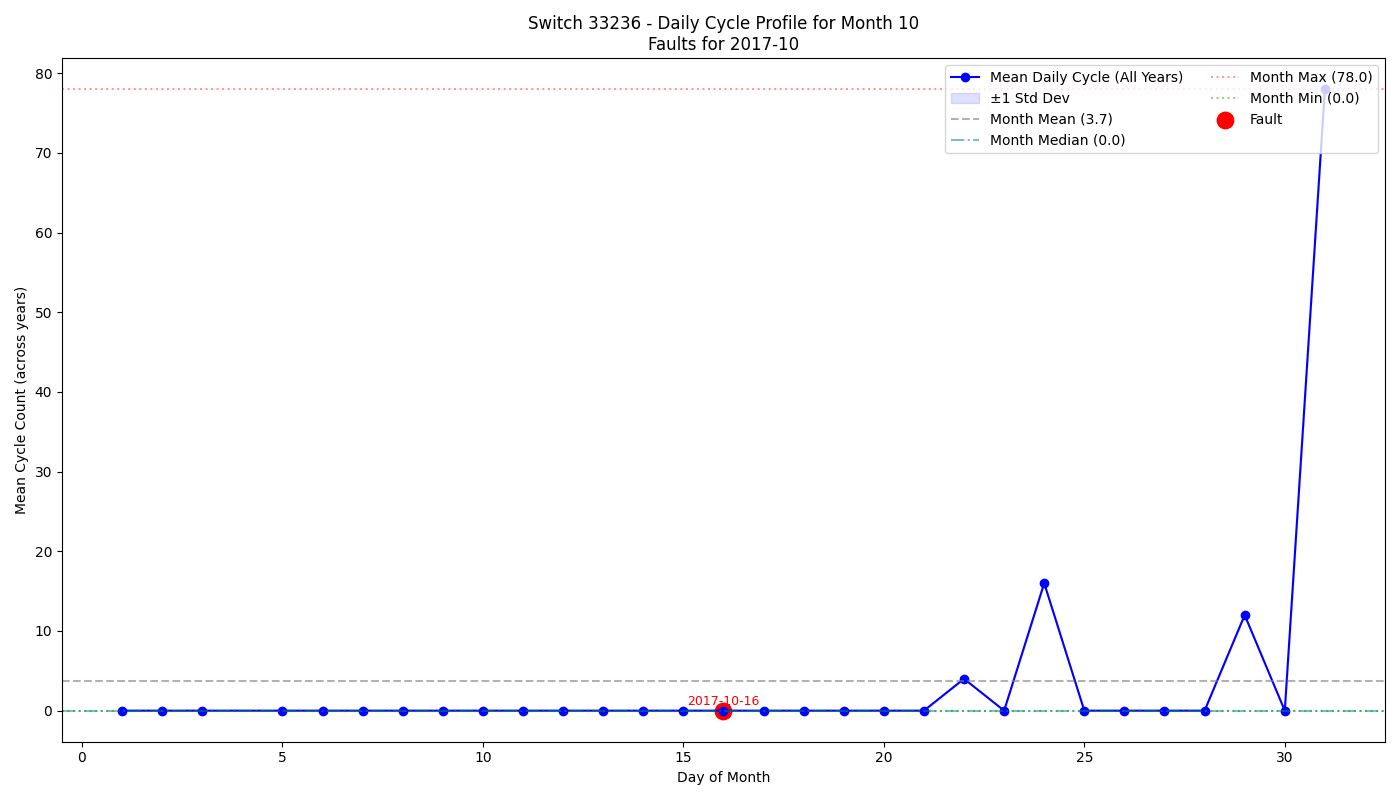 Switch 33236 - Daily Cycle Profile for Month 10
Faults for 2017-10
Mean Daily Cycle (All Years)
±1 Std Dev
Month Mean (3.7)
Month Median (0.0)
Month Max (78.0)
Month Min (0.0)
Fault
Mean Cycle Count (across years)
80
70
60
50
40
30
20
10
0
2017-10-16
0 5 10 15 20 25 30
Day of Month